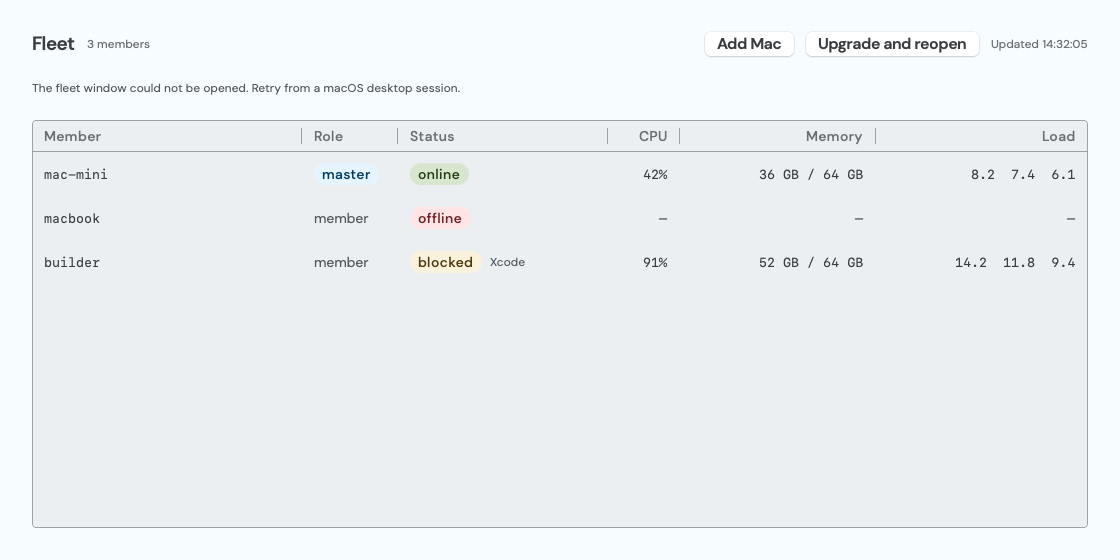 Fleet 3 members Add Mac Upgrade and reopen Updated 14:32:05
The fleet window could not be opened. Retry from a macOS desktop session.
Member Role Status CPU Memory Load
mac-mini master online 42% 36 GB / 64 GB 8.2 7.4 6.1
macbook member offline — — —
builder member blocked Xcode 91% 52 GB / 64 GB 14.2 11.8 9.4